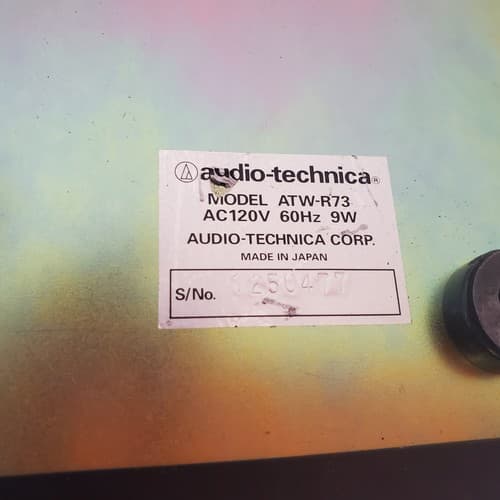 audio-technica®
MODEL ATW-R73
AC120V 60Hz 9W
AUDIO-TECHNICA CORP.
MADE IN JAPAN
S/No.